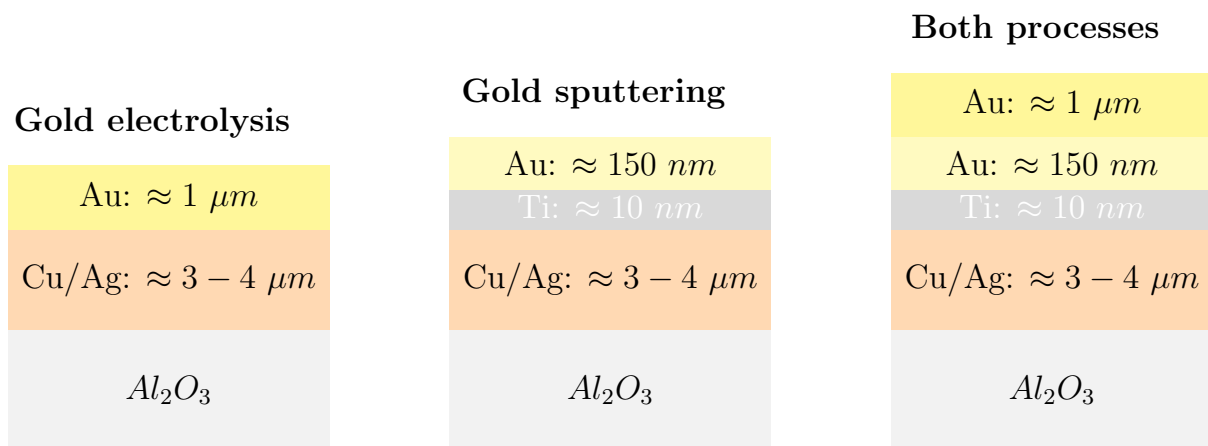 Gold electrolysis
Au: ≈ 1 μm
Cu/Ag: ≈ 3 – 4 μm
Al₂O₃
Gold sputtering
Au: ≈ 150 nm
Ti: ≈ 10 nm
Cu/Ag: ≈ 3 – 4 μm
Al₂O₃
Both processes
Au: ≈ 1 μm
Au: ≈ 150 nm
Ti: ≈ 10 nm
Cu/Ag: ≈ 3 – 4 μm
Al₂O₃